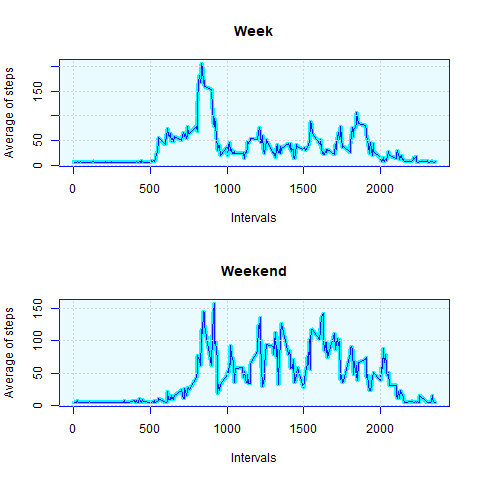 Week
Average of steps
0 50 150
0 500 1000 1500 2000
Intervals
Weekend
Average of steps
0 50 100 150
0 500 1000 1500 2000
Intervals